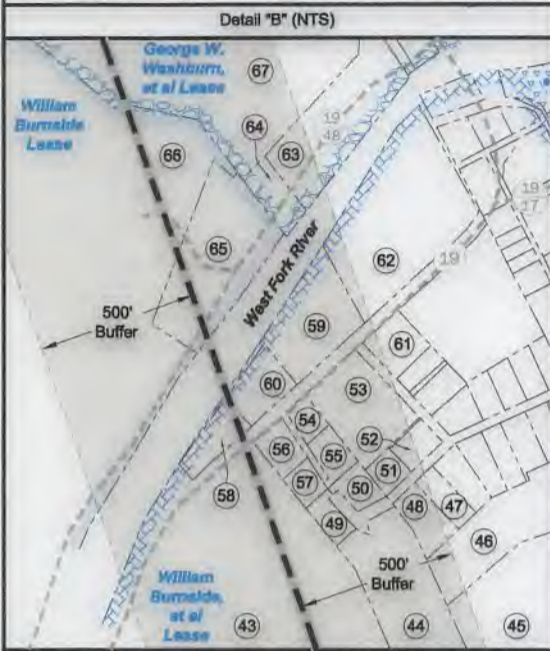 Detail "B" (NTS)
George W.
Washburn,
et al Lease
67
William
Burnside
Lease
64
63
19
48
66
19
17
65
West Fork River
62
19
500'
Buffer
59
61
60
53
54
52
56
55
51
58
57
50
49
48
47
46
500'
Buffer
William
Burnside,
et al
Lease
43
44
45